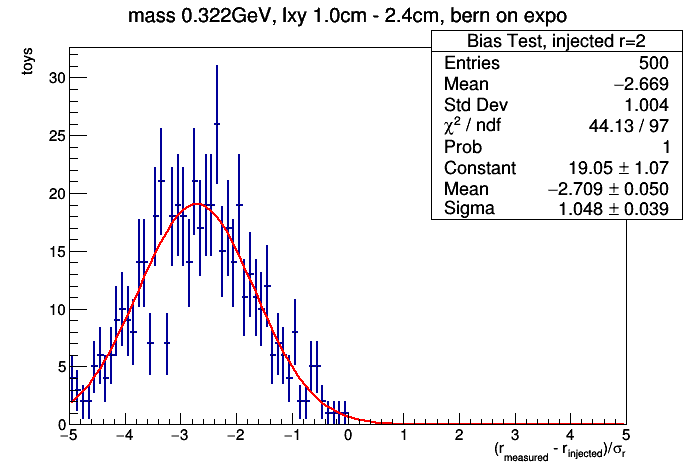 mass 0.322GeV, lxy 1.0cm - 2.4cm, bern on expo
toys
Bias Test, injected r=2
Entries 500
Mean −2.669
Std Dev 1.004
χ² / ndf 44.13 / 97
Prob 1
Constant 19.05 ± 1.07
Mean −2.709 ± 0.050
Sigma 1.048 ± 0.039
30
25
20
15
10
5
0
−5 −4 −3 −2 −1 0 1 2 3 4 5
(r_measured - r_injected)/σ_r